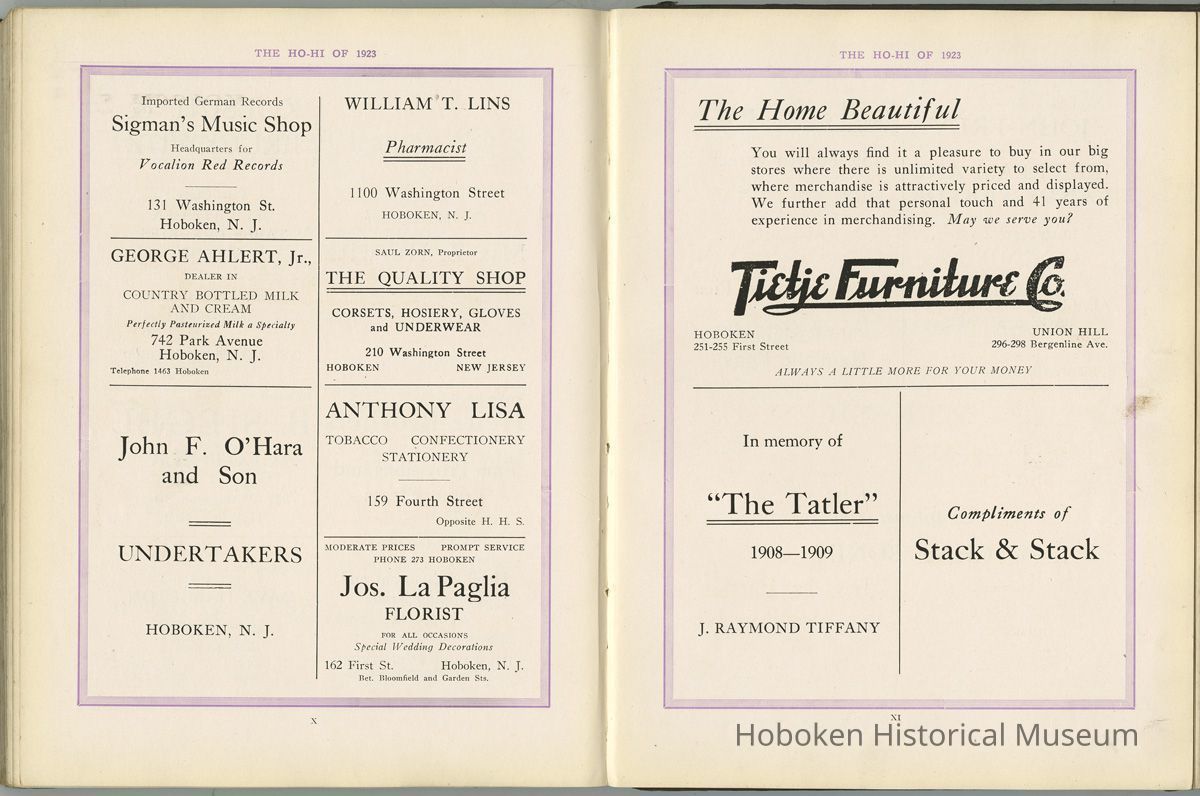 THE HO-HI OF 1923
Imported German Records
Sigman's Music Shop
Headquarters for
Vocalion Red Records
131 Washington St.
Hoboken, N. J.
GEORGE AHLERT, Jr.,
DEALER IN
COUNTRY BOTTLED MILK
AND CREAM
Perfectly Pasteurized Milk a Specialty
742 Park Avenue
Hoboken, N. J.
Telephone 1463 Hoboken
John F. O'Hara
and Son
UNDERTAKERS
HOBOKEN, N. J.
WILLIAM T. LINS
Pharmacist
1100 Washington Street
HOBOKEN, N. J.
SAUL ZORN, Proprietor
THE QUALITY SHOP
CORSETS, HOSIERY, GLOVES
and UNDERWEAR
210 Washington Street
HOBOKEN NEW JERSEY
ANTHONY LISA
TOBACCO CONFECTIONERY
STATIONERY
159 Fourth Street
Opposite H. H. S.
MODERATE PRICES PROMPT SERVICE
PHONE 273 HOBOKEN
Jos. La Paglia
FLORIST
FOR ALL OCCASIONS
Special Wedding Decorations
162 First St. Hoboken, N. J.
Bet. Bloomfield and Garden Sts.
X
THE HO-HI OF 1923
The Home Beautiful
You will always find it a pleasure to buy in our big
stores where there is unlimited variety to select from,
where merchandise is attractively priced and displayed.
We further add that personal touch and 41 years of
experience in merchandising. May we serve you?
Tietje Furniture Co.
HOBOKEN
251-255 First Street
UNION HILL
296-298 Bergenline Ave.
ALWAYS A LITTLE MORE FOR YOUR MONEY
In memory of
"The Tatler"
1908—1909
J. RAYMOND TIFFANY
Compliments of
Stack & Stack
XI
Hoboken Historical Museum